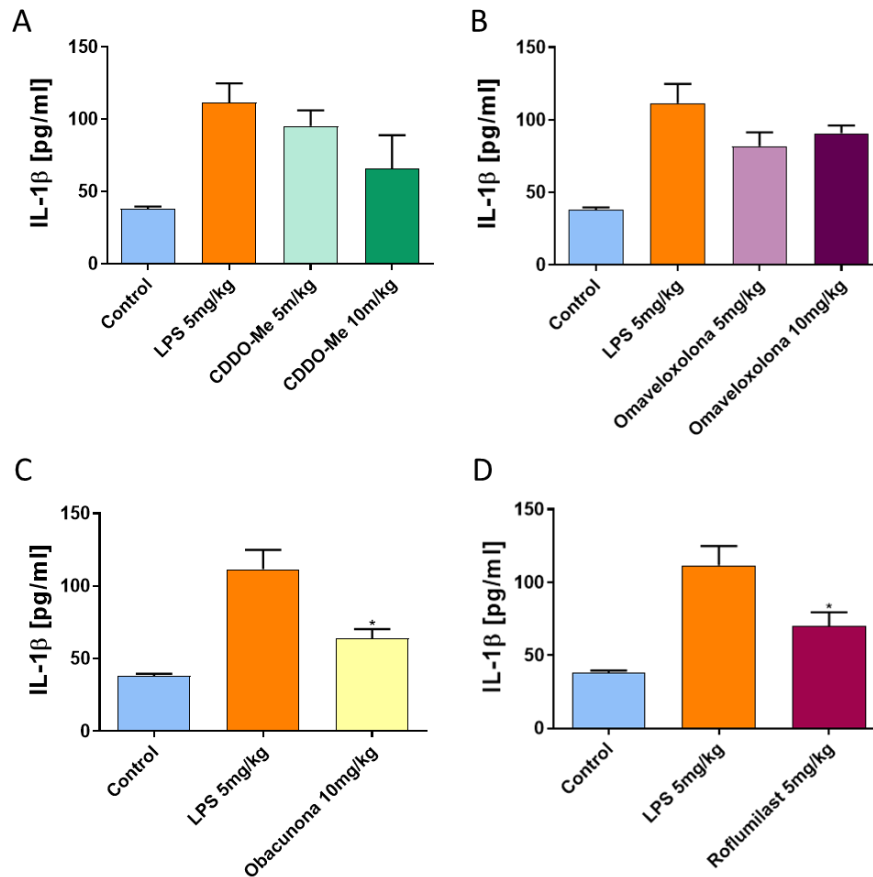 A
IL-1β [pg/ml]
150
100
50
0
Control
LPS 5mg/kg
CDDO-Me 5m/kg
CDDO-Me 10m/kg
B
IL-1β [pg/ml]
150
100
50
0
Control
LPS 5mg/kg
Omaveloxolona 5mg/kg
Omaveloxolona 10mg/kg
C
IL-1β [pg/ml]
150
100
50
0
*
Control
LPS 5mg/kg
Obacunona 10mg/kg
D
IL-1β [pg/ml]
150
100
50
0
*
Control
LPS 5mg/kg
Roflumilast 5mg/kg